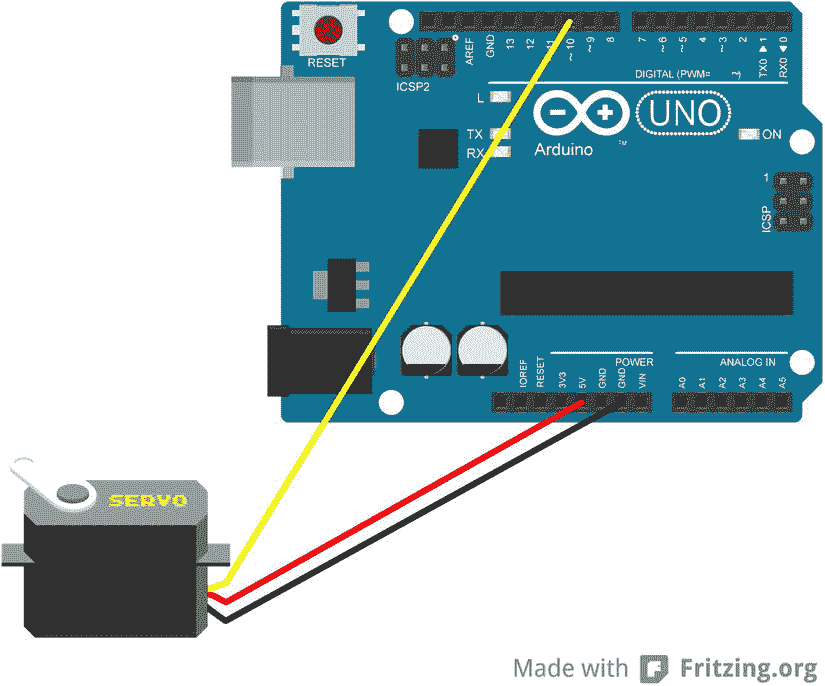 RESET
ICSP2
AREF
GND
13
12
11
~10
~9
8
7
~6
~5
4
~3
2
TX0 ▶ 1
RX0 ◀ 0
DIGITAL (PWM=
L
TX
RX
UNO
Arduino
TM
ON
1
ICSP
POWER
ANALOG IN
IOREF
RESET
3V3
5V
GND
GND
VIN
A0
A1
A2
A3
A4
A5
SERVO
Made with Fritzing.org